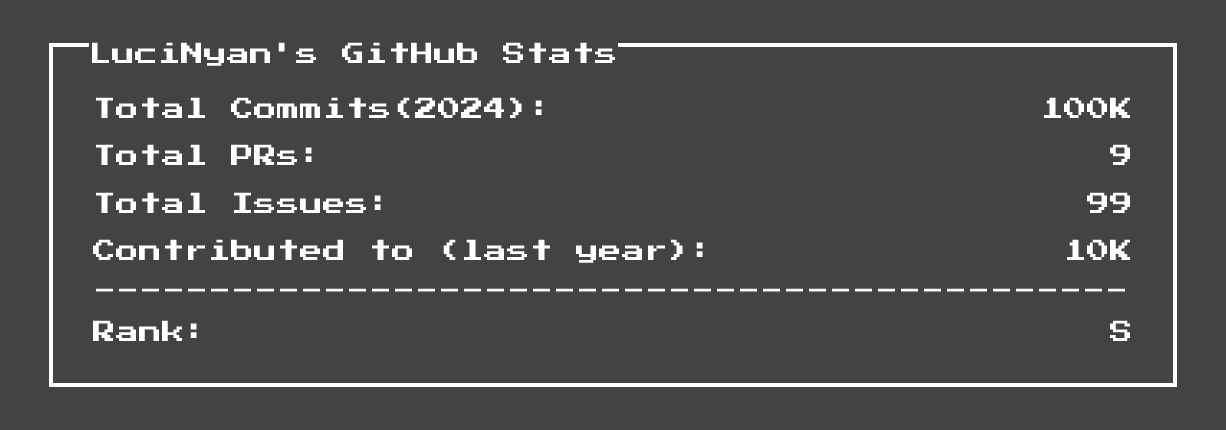 LuciNyan's GitHub Stats
Total Commits(2024): 100K
Total PRs: 9
Total Issues: 99
Contributed to (last year): 10K
Rank: S